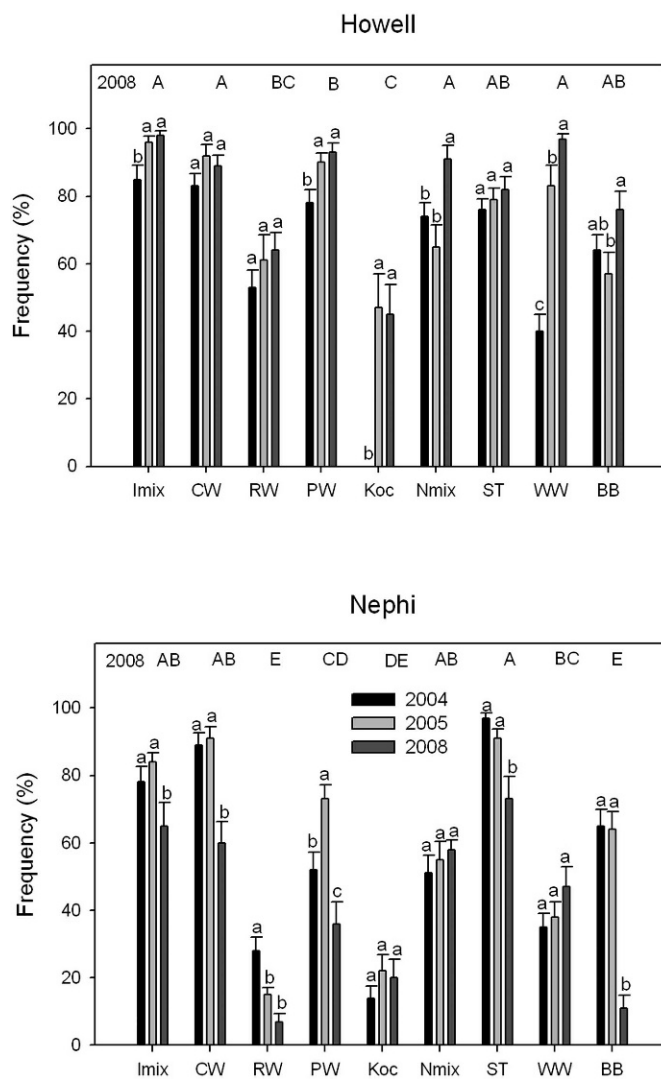 Howell
2008 A A BC B C A AB A AB
b a a a a a a a a b a a b a a b b a a a a c b a ab b a
Frequency (%)
100
80
60
40
20
0
Imix CW RW PW Koc Nmix ST WW BB
Nephi
2008 AB AB E CD DE AB A BC E
2004
2005
2008
a a b a a b a b b b a c a a a a a a a a b a a a a a b
Frequency (%)
100
80
60
40
20
0
Imix CW RW PW Koc Nmix ST WW BB